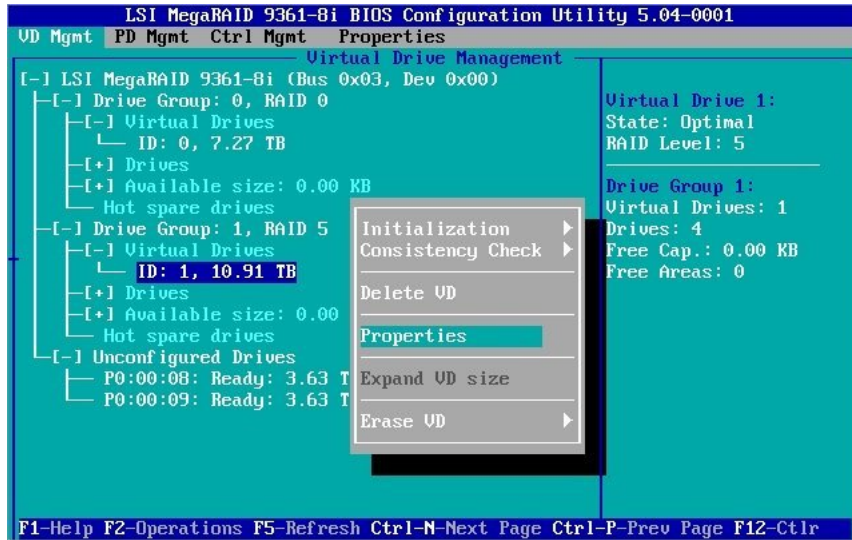 LSI MegaRAID 9361-8i BIOS Configuration Utility 5.04-0001
VD Mgmt PD Mgmt Ctrl Mgmt Properties
Virtual Drive Management
[-] LSI MegaRAID 9361-8i (Bus 0x03, Dev 0x00)
[-] Drive Group: 0, RAID 0
[-] Virtual Drives
ID: 0, 7.27 TB
[+] Drives
[+] Available size: 0.00 KB
Hot spare drives
[-] Drive Group: 1, RAID 5
[-] Virtual Drives
ID: 1, 10.91 TB
[+] Drives
[+] Available size: 0.00
Hot spare drives
[-] Unconfigured Drives
P0:00:08: Ready: 3.63 T
P0:00:09: Ready: 3.63 T
Initialization
Consistency Check
Delete VD
Properties
Expand VD size
Erase VD
Virtual Drive 1:
State: Optimal
RAID Level: 5
Drive Group 1:
Virtual Drives: 1
Drives: 4
Free Cap.: 0.00 KB
Free Areas: 0
F1-Help F2-Operations F5-Refresh Ctrl-N-Next Page Ctrl-P-Prev Page F12-Ctlr